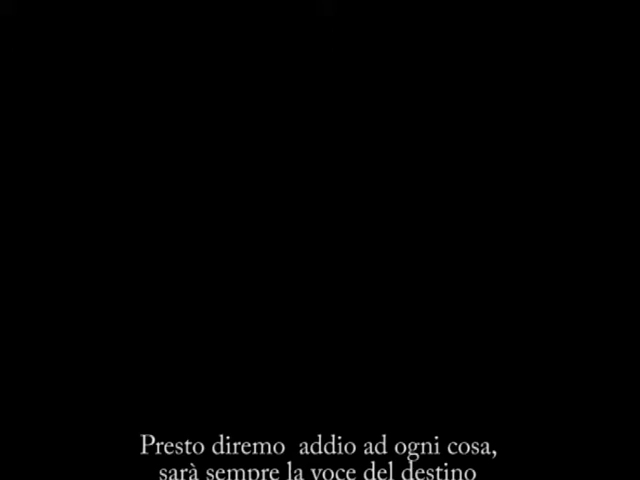 Presto diremo  addio ad ogni cosa,
sarà sempre la voce del destino